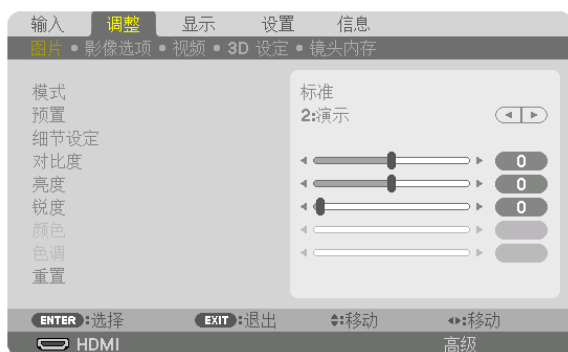 输入 调整 显示 设置 信息
图片 • 影像选项 • 视频 • 3D 设定 • 镜头内存
模式 标准
预置 2:演示
细节设定
对比度 0
亮度 0
锐度 0
颜色
色调
重置
ENTER :选择 EXIT :退出 :移动 :移动
HDMI 高级